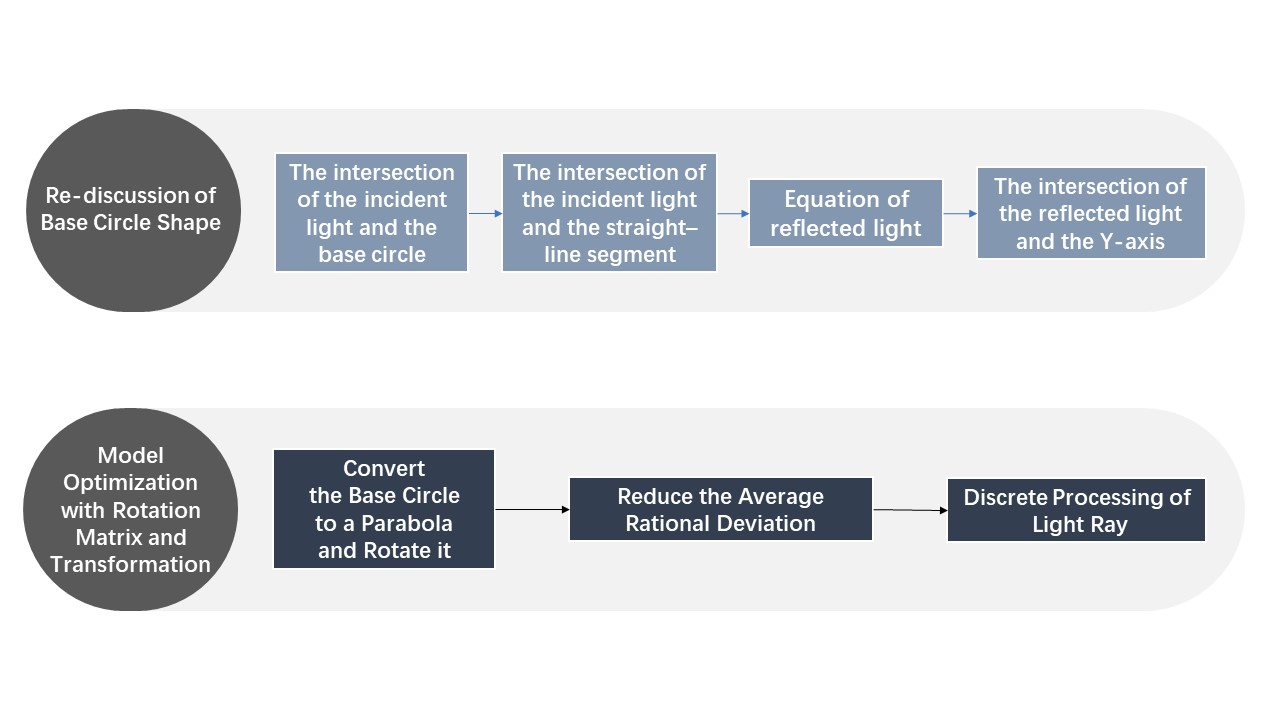 Re-discussion of
Base Circle Shape
The intersection
of the incident
light and the
base circle
The intersection of
the incident light
and the straight–
line segment
Equation of
reflected light
The intersection of
the reflected light
and the Y-axis
Model
Optimization
with Rotation
Matrix and
Transformation
Convert
the Base Circle
to a Parabola
and Rotate it
Reduce the Average
Rational Deviation
Discrete Processing of
Light Ray